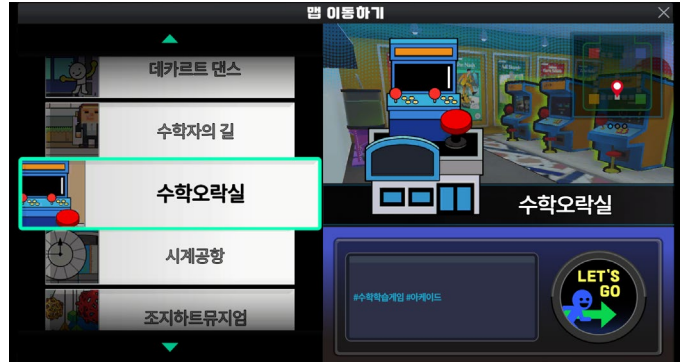 맵 이동하기
데카르트 댄스
수학자의 길
수학오락실
시계공항
조지하트뮤지엄
수학오락실
#수학학습게임 #아케이드
LET'S
GO